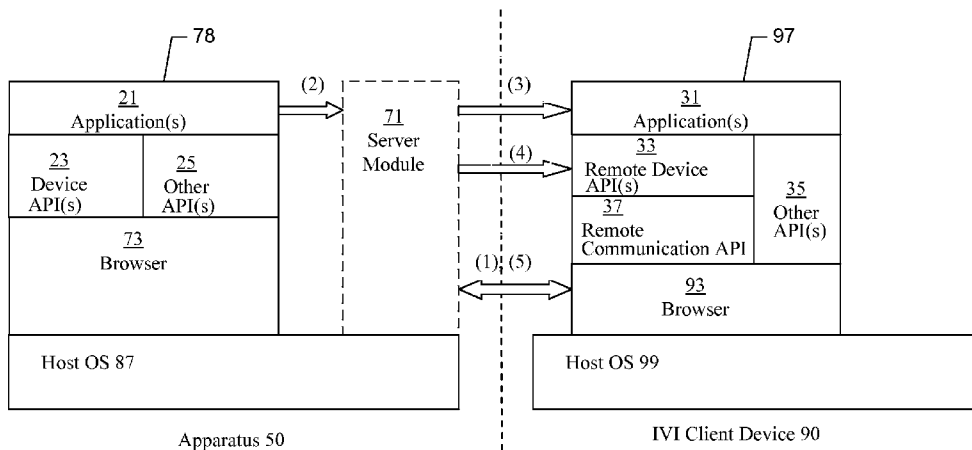 78
97
21
Application(s)
(2)
71
Server
Module
(3)
31
Application(s)
23
Device
API(s)
25
Other
API(s)
(4)
33
Remote Device
API(s)
35
Other
API(s)
37
Remote
Communication API
73
Browser
(1), (5)
93
Browser
Host OS 87
Host OS 99
Apparatus 50
IVI Client Device 90